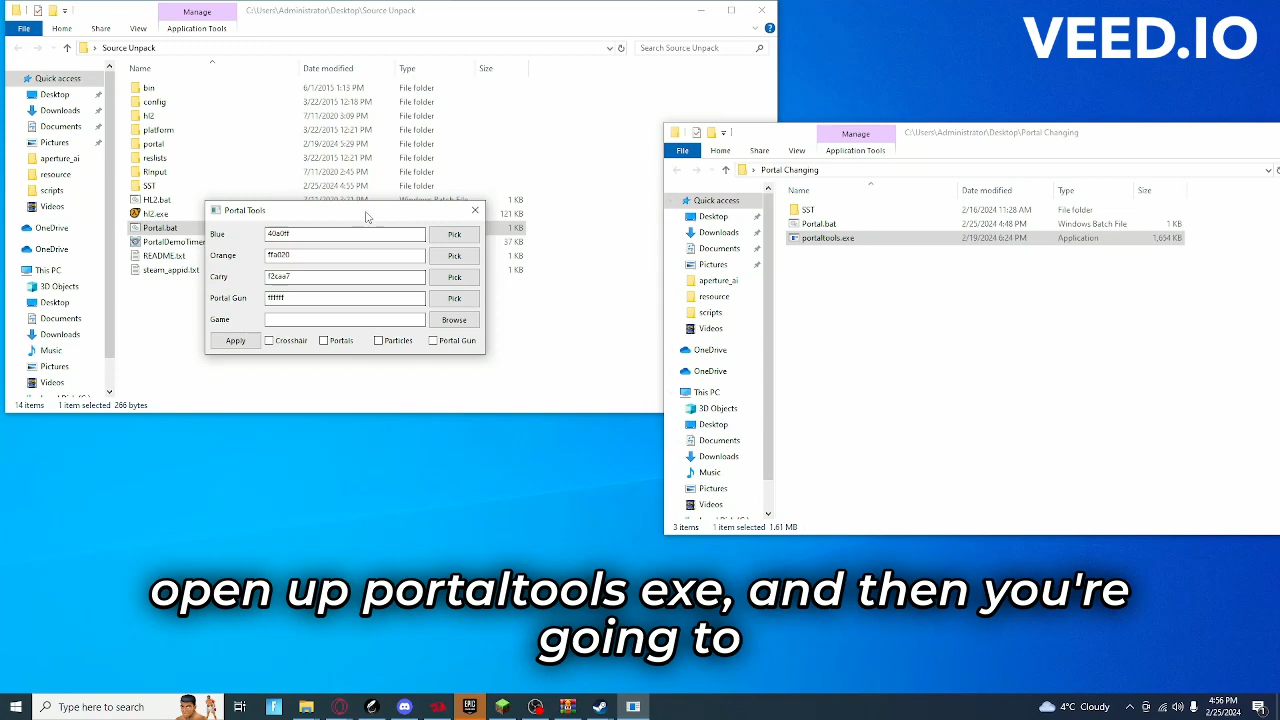 Manage
C:\Users\Administrator\Desktop\Source Unpack
File Home Share View Application Tools
Source Unpack
Search Source Unpack
Quick access
Desktop
Downloads
Documents
Pictures
aperture_ai
resource
scripts
Videos
OneDrive
OneDrive
This PC
3D Objects
Desktop
Documents
Downloads
Music
Pictures
Videos
Name Date modified Type Size
bin 6/1/2015 1:13 PM File folder
config 3/22/2015 12:18 PM File folder
hl2 7/11/2020 3:09 PM File folder
platform 3/22/2015 12:21 PM File folder
portal 2/19/2024 5:29 PM File folder
reslists 3/22/2015 12:21 PM File folder
RInput 7/11/2020 2:45 PM File folder
SST 2/25/2024 4:55 PM File folder
HL2.bat 1 KB
hl2.exe 121 KB
Portal.bat 1 KB
PortalDemoTimer 37 KB
README.txt 1 KB
steam_appid.txt 1 KB
14 items 1 item selected 266 bytes
Portal Tools
Blue 40a0ff Pick
Orange ffa020 Pick
Carry f2caa7 Pick
Portal Gun ffffff Pick
Game Browse
Apply Crosshair Portals Particles Portal Gun
VEED.IO
Manage
C:\Users\Administrator\Desktop\Portal Changing
File Home Share View Application Tools
Portal Changing
Quick access
Desktop
Downloads
Documents
Pictures
aperture_ai
resource
scripts
Videos
OneDrive
OneDrive
This PC
3D Objects
Desktop
Documents
Downloads
Music
Pictures
Videos
Name Date modified Type Size
SST 2/16/2024 11:28 AM File folder
Portal.bat 2/25/2024 4:48 PM Windows Batch File 1 KB
portaltools.exe 2/19/2024 6:24 PM Application 1,654 KB
3 items 1 item selected 1.61 MB
open up portaltools exe, and then you're
going to
Type here to search
EPIC
4°C Cloudy
4:56 PM
2/25/2024